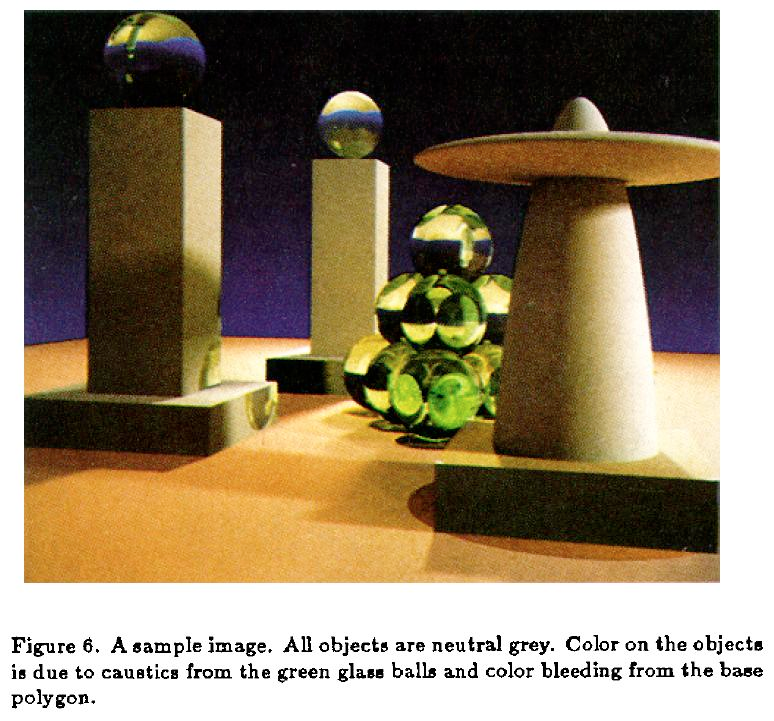 Figure 6. A sample image. All objects are neutral grey. Color on the objects
is due to caustics from the green glass balls and color bleeding from the base
polygon.